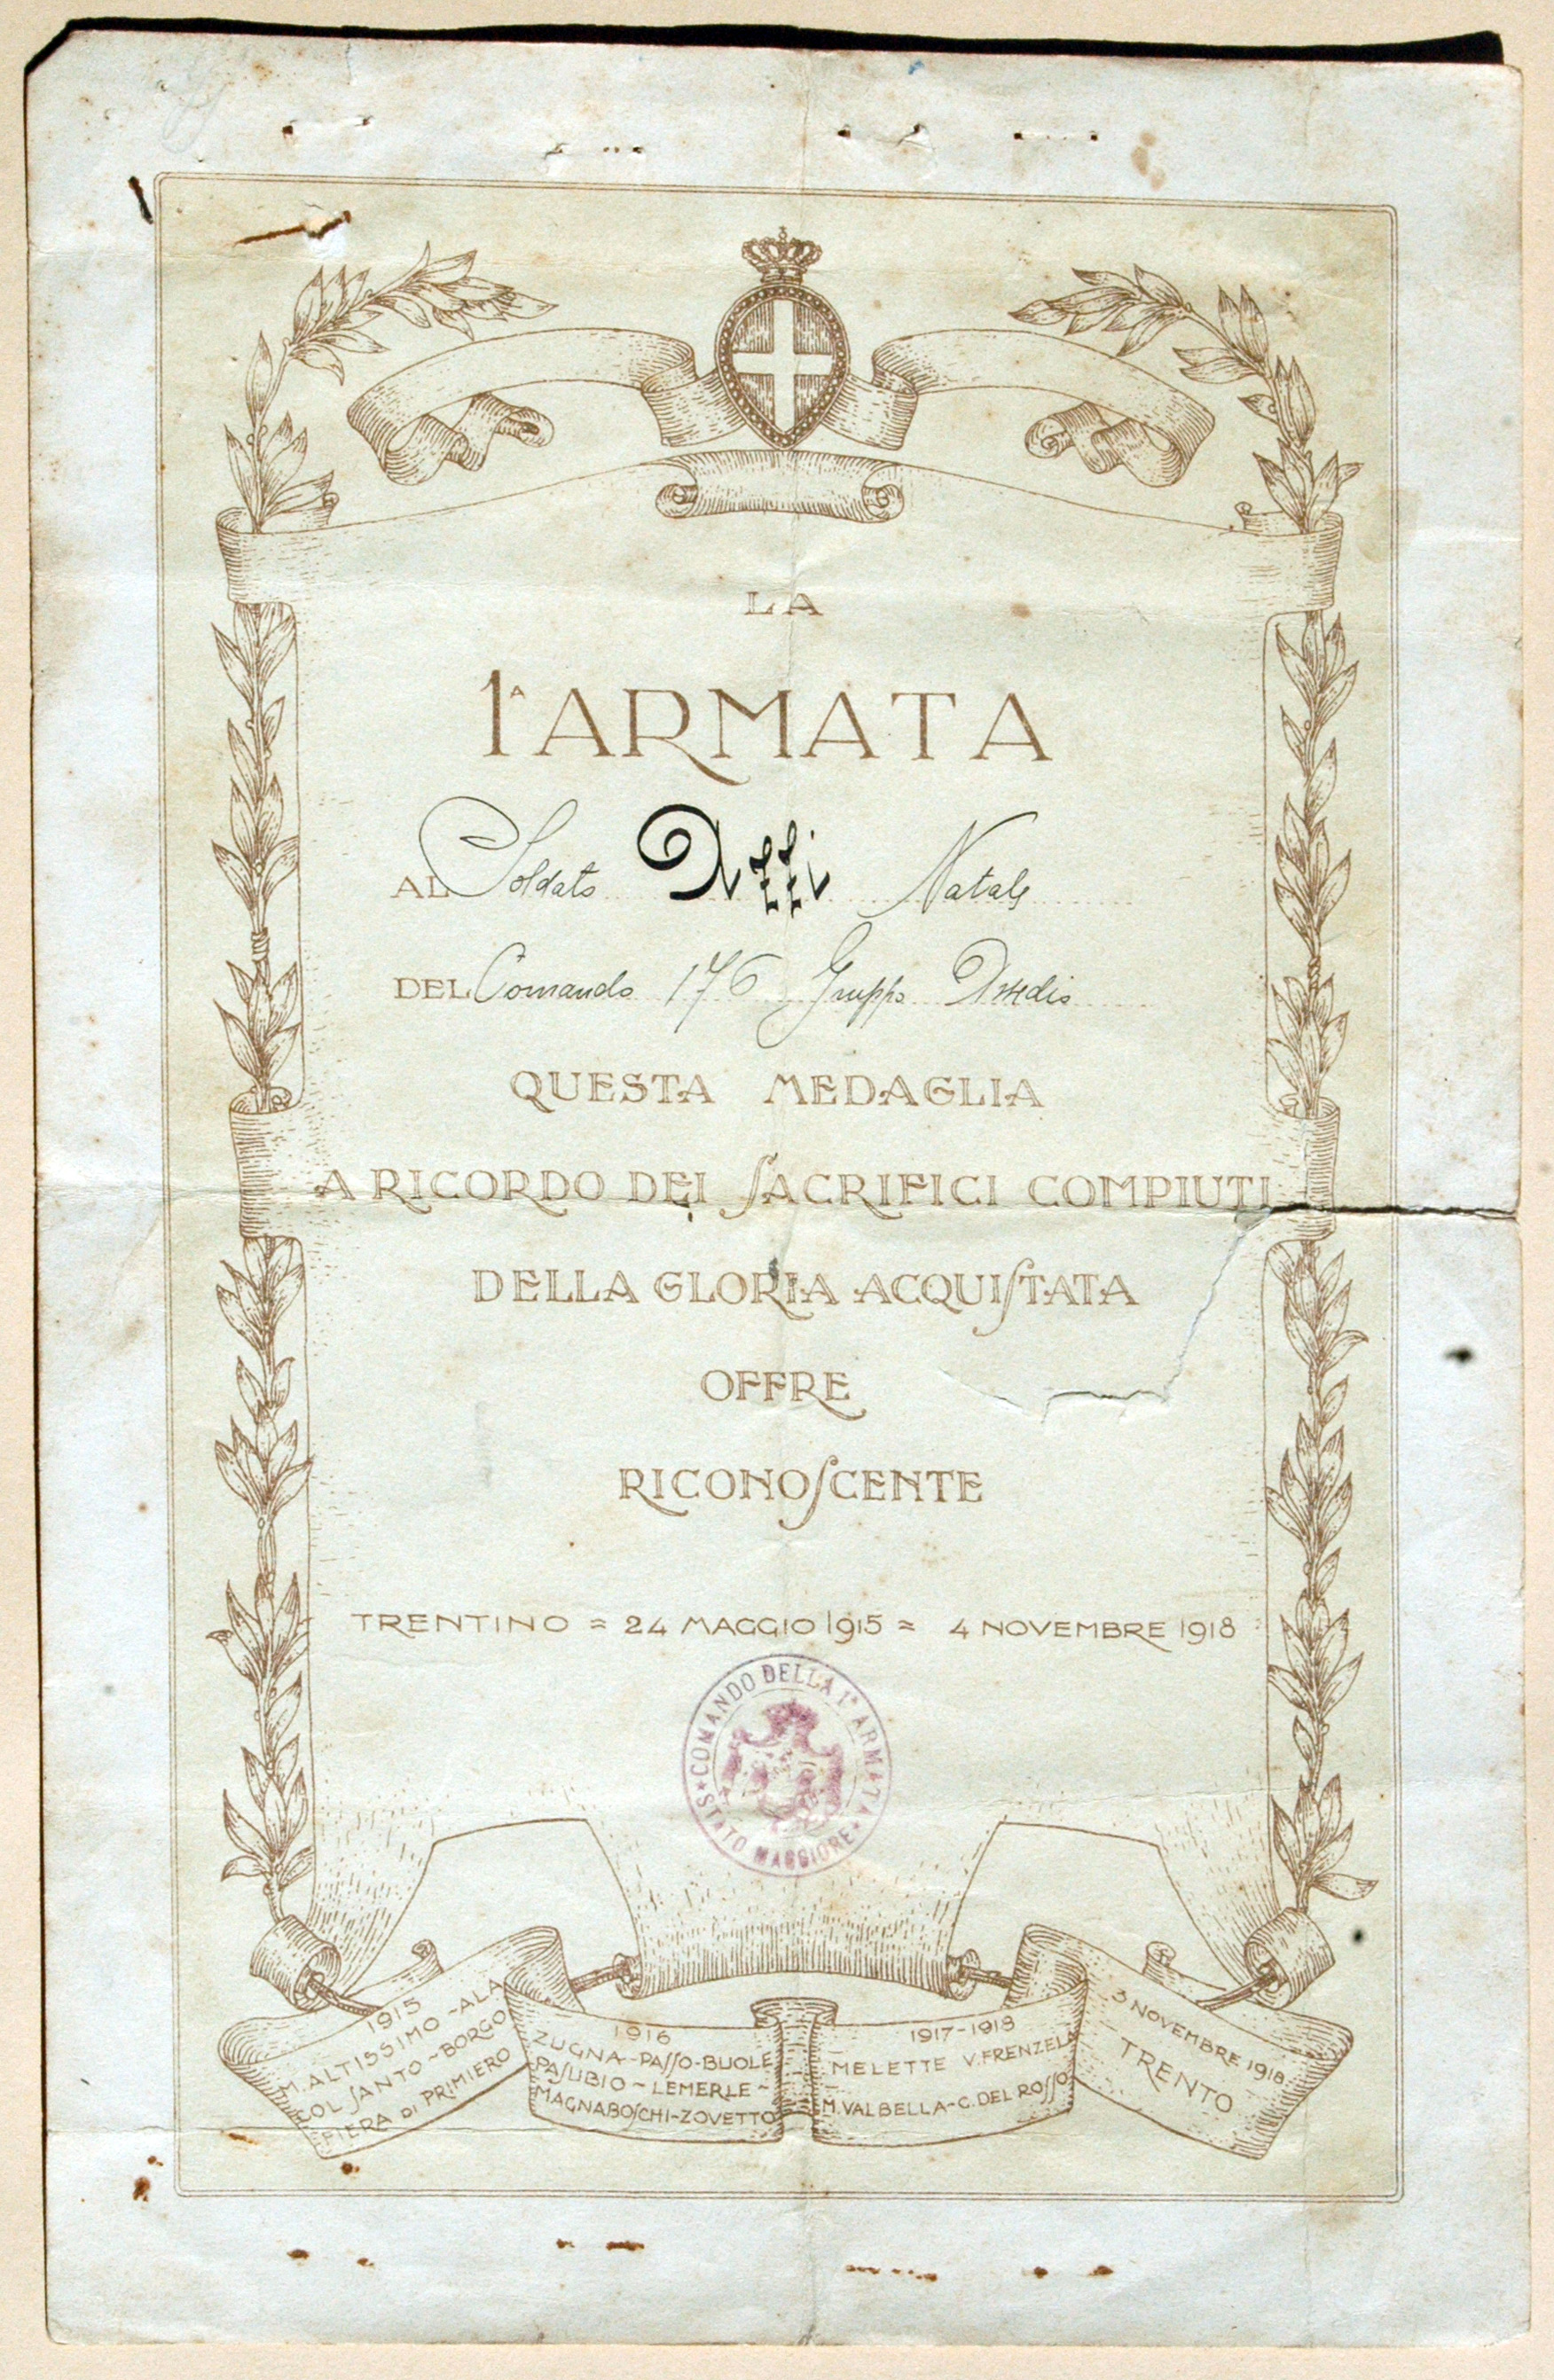 LA
1ª ARMATA
AL Soldato Azzi Natale
DEL Comando 176 Gruppo Assedio
QUESTA MEDAGLIA
A RICORDO DEI SACRIFICI COMPIUTI
DELLA GLORIA ACQUISTATA
OFFRE
RICONOSCENTE
TRENTINO = 24 MAGGIO 1915 = 4 NOVEMBRE 1918
COMANDO DELLA 1ª ARMATA
STATO MAGGIORE
1915
M. ALTISSIMO - ALA
COL SANTO - BORGO
FIERA DI PRIMIERO
1916
ZUGNA - PASSO - BUOLE
PASUBIO - LEMERLE -
MAGNABOSCHI - ZOVETTO
1917-1918
MELETTE V. FRENZELA
M. VALBELLA - C. DEL ROSSO
3 NOVEMBRE 1918
TRENTO